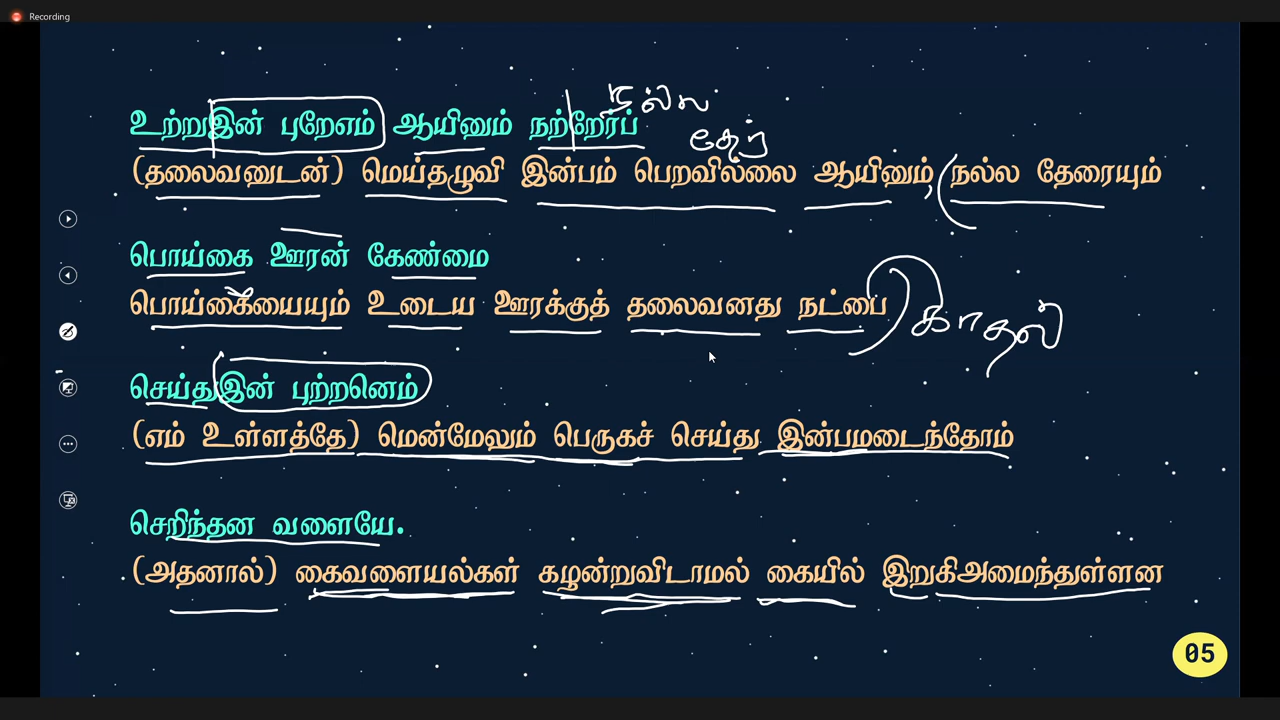 Recording
நல்ல
உற்றுஇன் புறேஎம் ஆயினும் நற்றேர்ப்
தேர்
(தலைவனுடன்) மெய்தழுவி இன்பம் பெறவில்லை ஆயினும், நல்ல தேரையும்
பொய்கை ஊரன் கேண்மை
பொய்கையையும் உடைய ஊரக்குத் தலைவனது நட்பை
காதல்
செய்துஇன் புற்றனெம்
(எம் உள்ளத்தே) மென்மேலும் பெருகச் செய்து இன்பமடைந்தோம்
செறிந்தன வளையே.
(அதனால்) கைவளையல்கள் கழன்றுவிடாமல் கையில் இறுகிஅமைந்துள்ளன
05